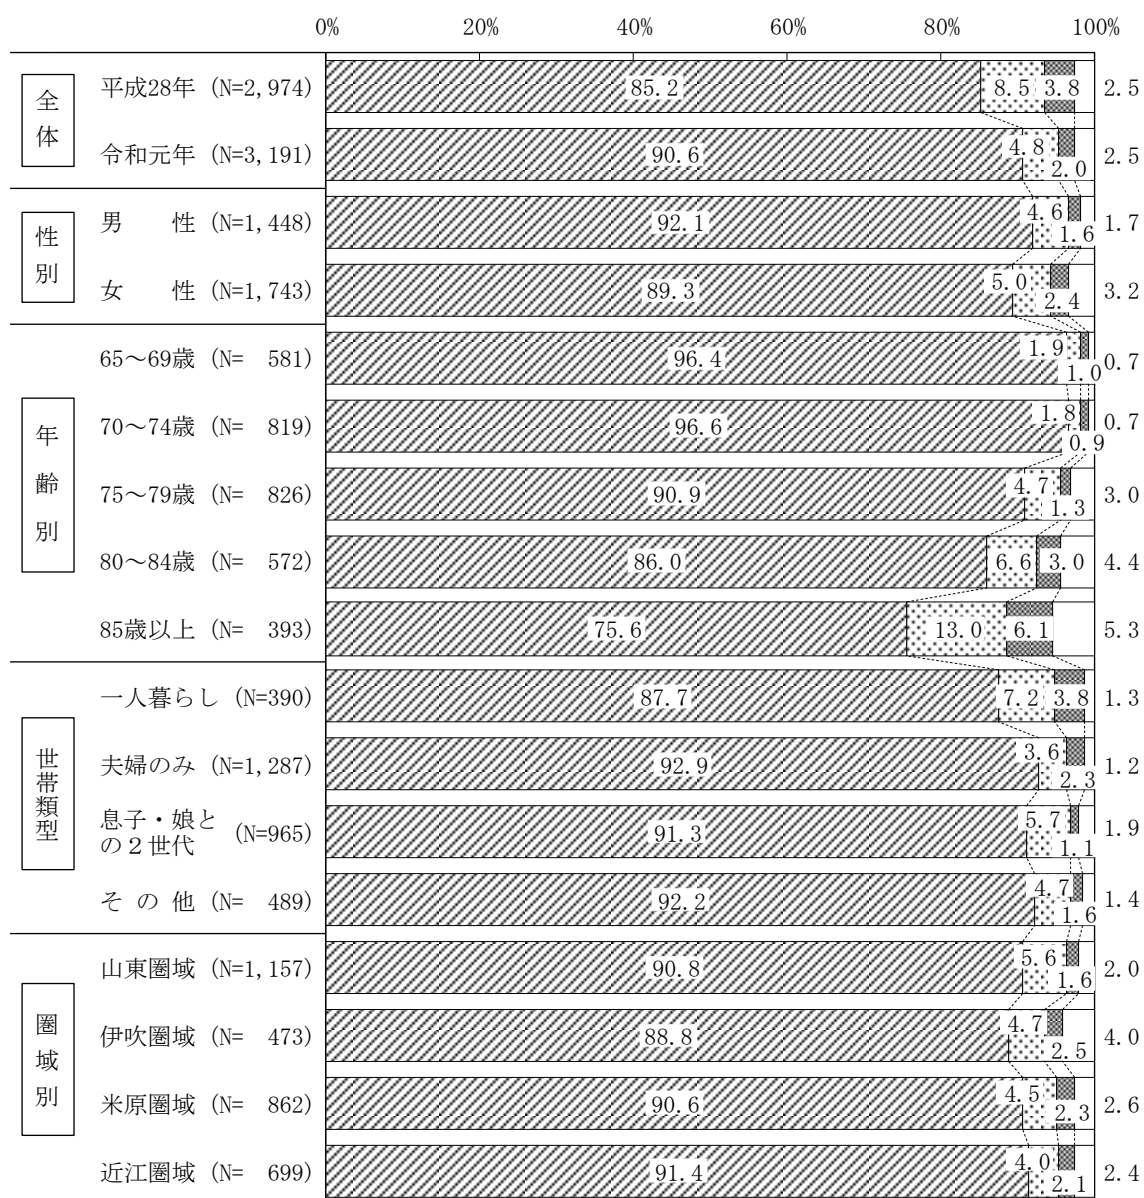 0% 20% 40% 60% 80% 100%
全体
平成28年 (N=2,974) 85.2 8.5 3.8 2.5
令和元年 (N=3,191) 90.6 4.8 2.0 2.5
性別
男 性 (N=1,448) 92.1 4.6 1.6 1.7
女 性 (N=1,743) 89.3 5.0 2.4 3.2
年齢別
65～69歳 (N= 581) 96.4 1.9 1.0 0.7
70～74歳 (N= 819) 96.6 1.8 0.9 0.7
75～79歳 (N= 826) 90.9 4.7 1.3 3.0
80～84歳 (N= 572) 86.0 6.6 3.0 4.4
85歳以上 (N= 393) 75.6 13.0 6.1 5.3
世帯類型
一人暮らし (N=390) 87.7 7.2 3.8 1.3
夫婦のみ (N=1,287) 92.9 3.6 2.3 1.2
息子・娘と
の２世代 (N=965) 91.3 5.7 1.1 1.9
そ の 他 (N= 489) 92.2 4.7 1.6 1.4
圏域別
山東圏域 (N=1,157) 90.8 5.6 1.6 2.0
伊吹圏域 (N= 473) 88.8 4.7 2.5 4.0
米原圏域 (N= 862) 90.6 4.5 2.3 2.6
近江圏域 (N= 699) 91.4 4.0 2.1 2.4